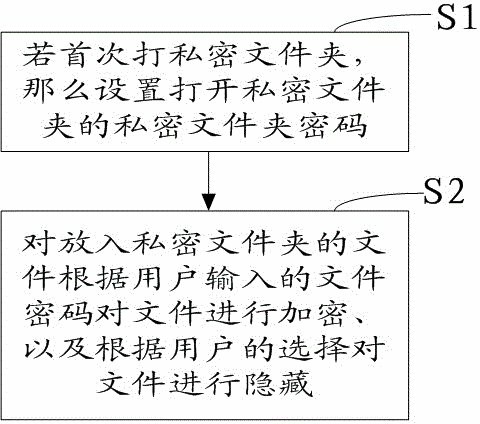 S1
若首次打私密文件夹，
那么设置打开私密文件
夹的私密文件夹密码
S2
对放入私密文件夹的文
件根据用户输入的文件
密码对文件进行加密、
以及根据用户的选择对
文件进行隐藏